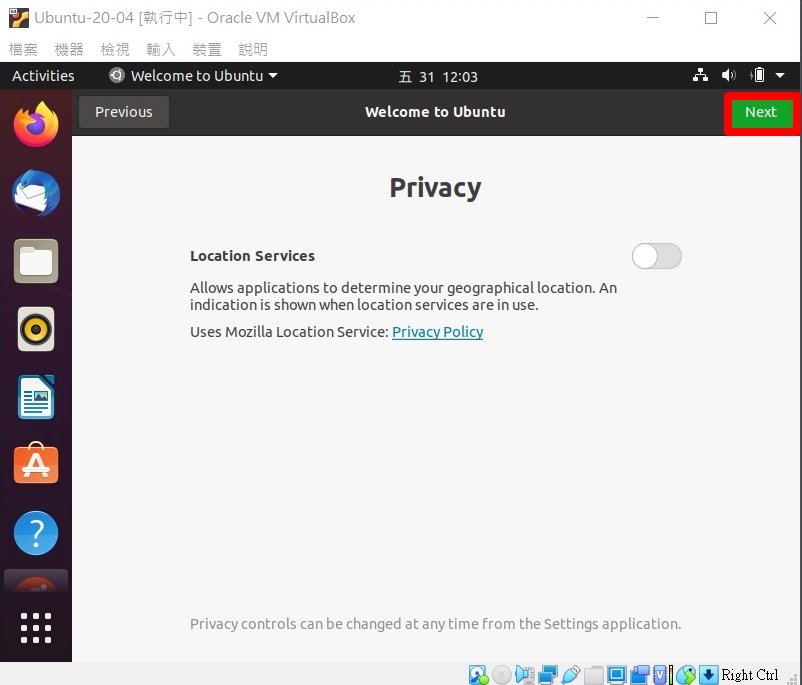 Ubuntu-20-04 [執行中] - Oracle VM VirtualBox
檔案 機器 檢視 輸入 裝置 說明
Activities Welcome to Ubuntu 五 31 12:03
Previous Welcome to Ubuntu Next
Privacy
Location Services
Allows applications to determine your geographical location. An
indication is shown when location services are in use.
Uses Mozilla Location Service: Privacy Policy
Privacy controls can be changed at any time from the Settings application.
Right Ctrl